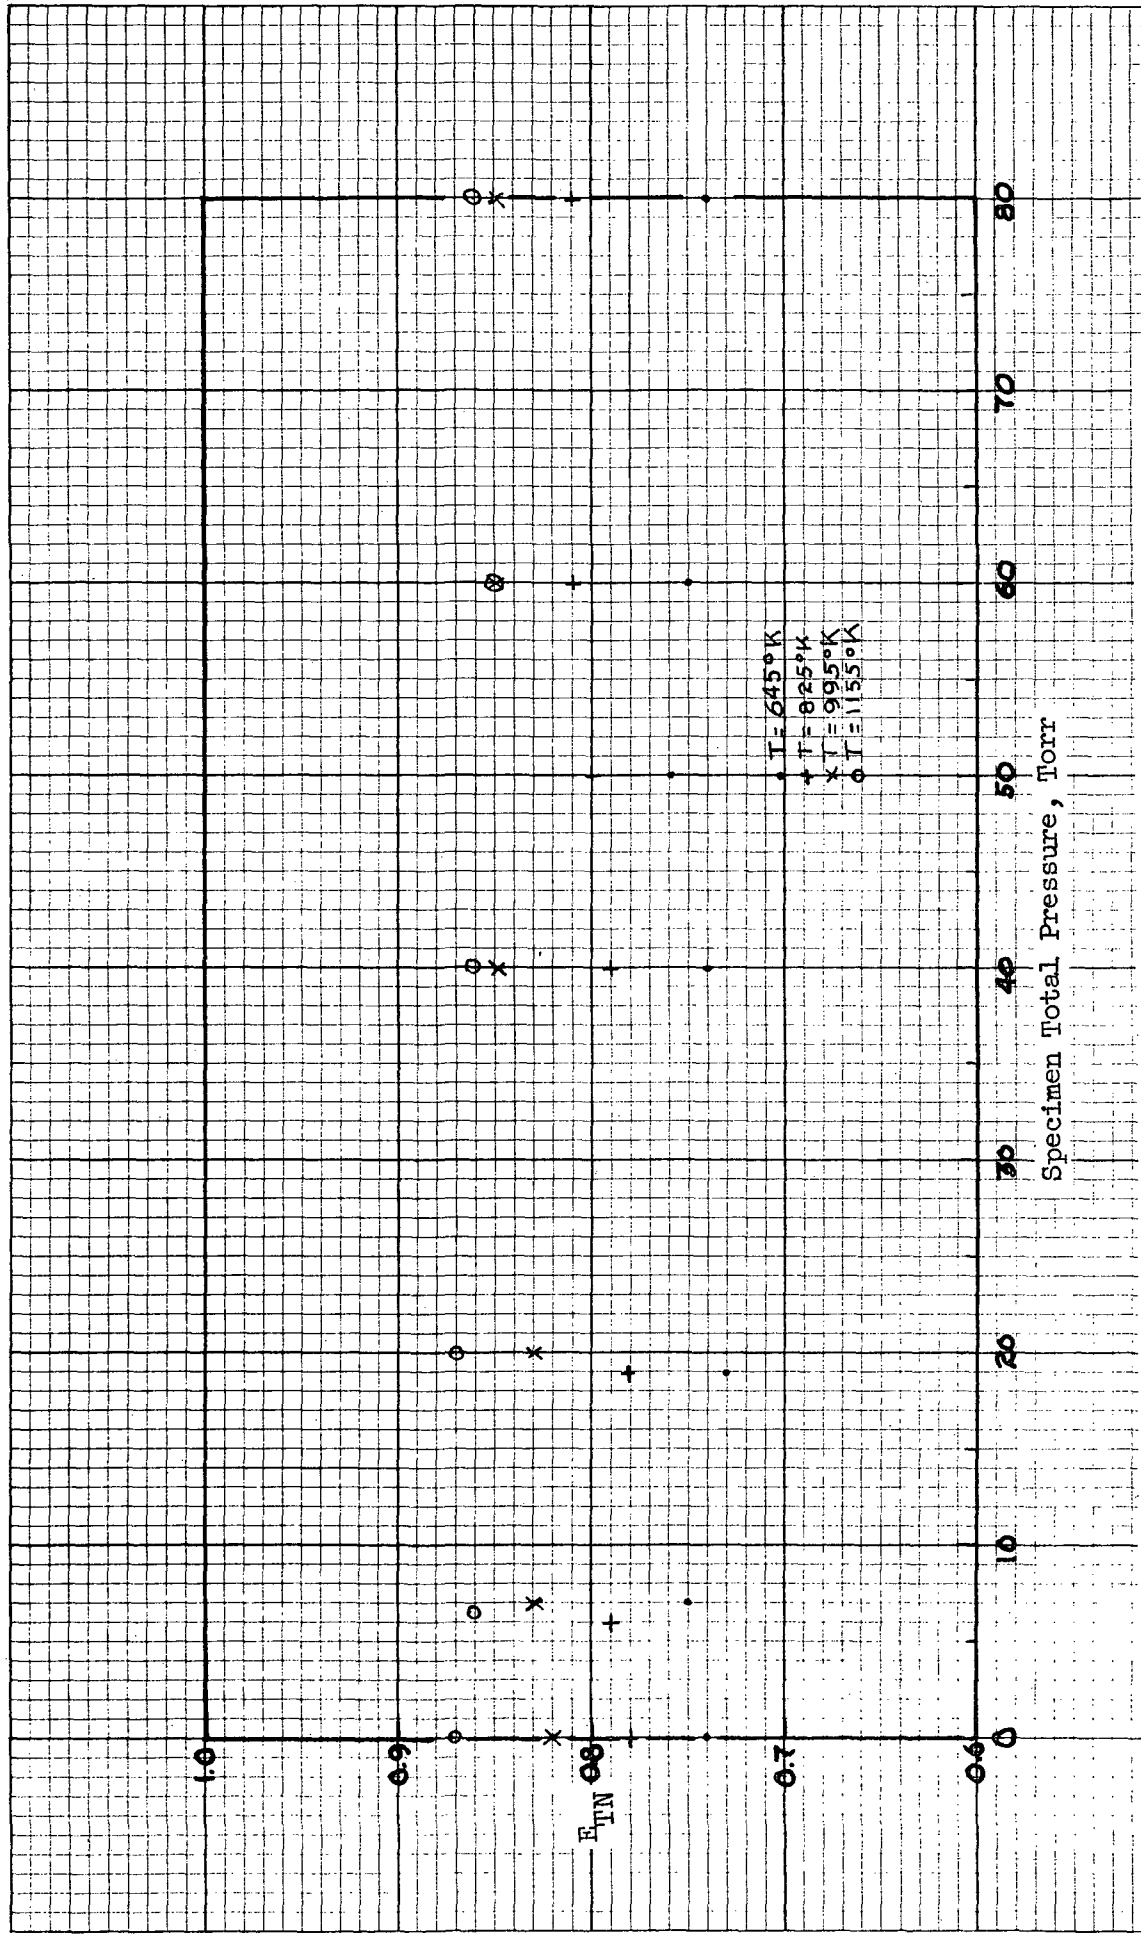 1.0
0.9
0.8
0.7
0.6
E_TN
0
10
20
30
40
50
60
70
80
Specimen Total Pressure, Torr
• T = 645°K
+ T = 825°K
x T = 995°K
o T = 1155°K